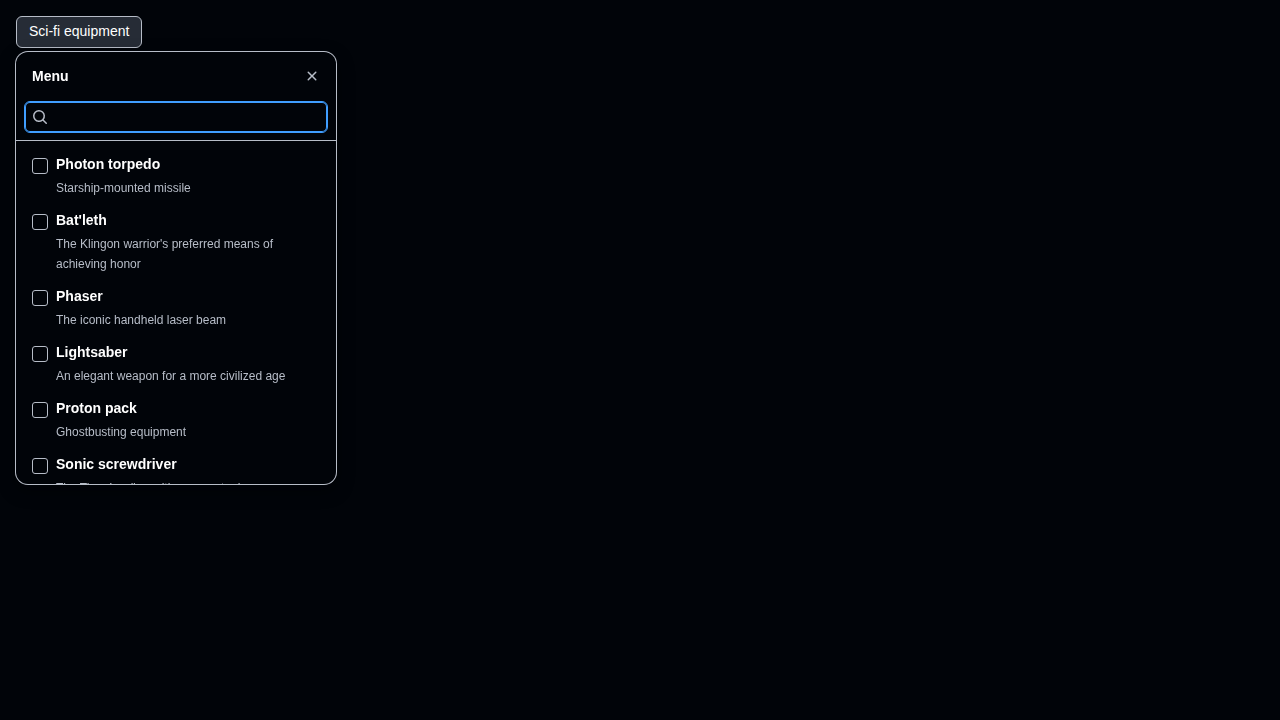 Sci-fi equipment
Menu
Photon torpedo
Starship-mounted missile
Bat'leth
The Klingon warrior's preferred means of
achieving honor
Phaser
The iconic handheld laser beam
Lightsaber
An elegant weapon for a more civilized age
Proton pack
Ghostbusting equipment
Sonic screwdriver